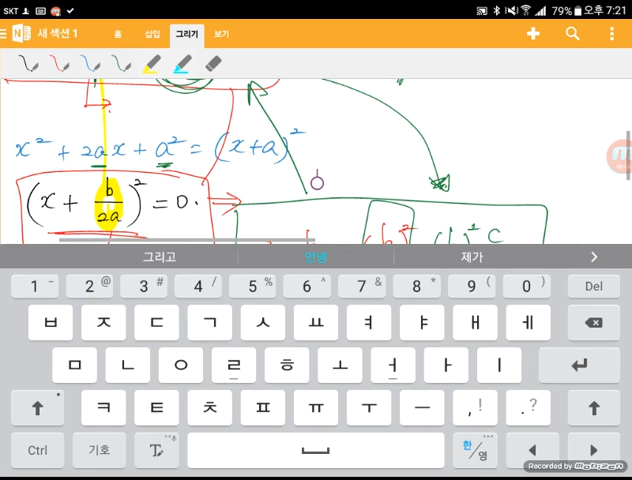 SKT 79% 오후 7:21
새 섹션 1 홈 삽입 그리기 보기
x² + 2ax + a² = (x+a)²
(x + b/2a)² = 0.
그리고 안녕 제가
1 - 2 @ 3 # 4 / 5 % 6 ^ 7 & 8 * 9 ( 0 ) Del
ㅂ ㅈ ㄷ ㄱ ㅅ ㅛ ㅕ ㅑ ㅐ ㅔ
ㅁ ㄴ ㅇ ㄹ ㅎ ㅗ ㅓ ㅏ ㅣ
ㅋ ㅌ ㅊ ㅍ ㅠ ㅜ ㅡ , ! . ?
Ctrl 기호 한/영
Recorded by MOBIZEN